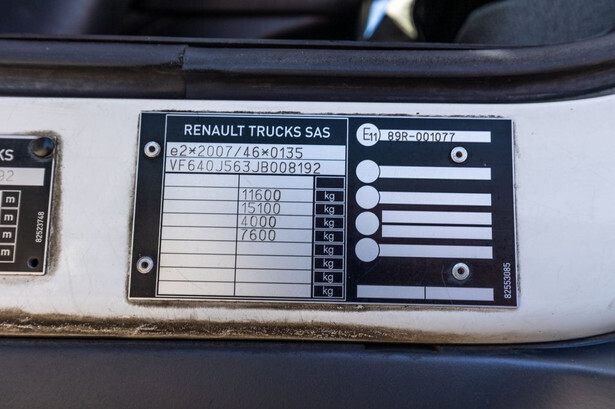 KS
92
m
m
m
m
82523748
RENAULT TRUCKS SAS
e2*2007/46*0135
VF640J563JB008192
kg
11600 kg
15100 kg
4000 kg
7600 kg
kg
kg
kg
kg
E11 89R-001077
82553085